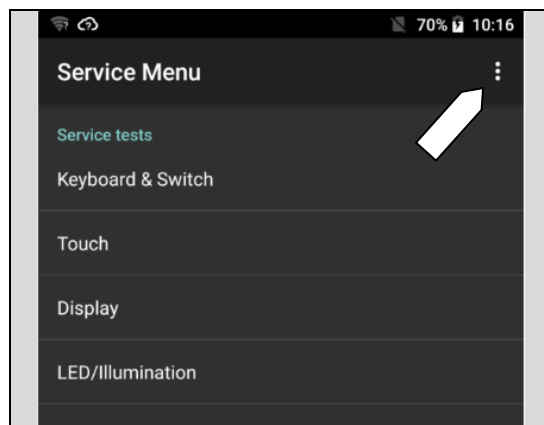 70% 10:16
Service Menu
Service tests
Keyboard & Switch
Touch
Display
LED/Illumination